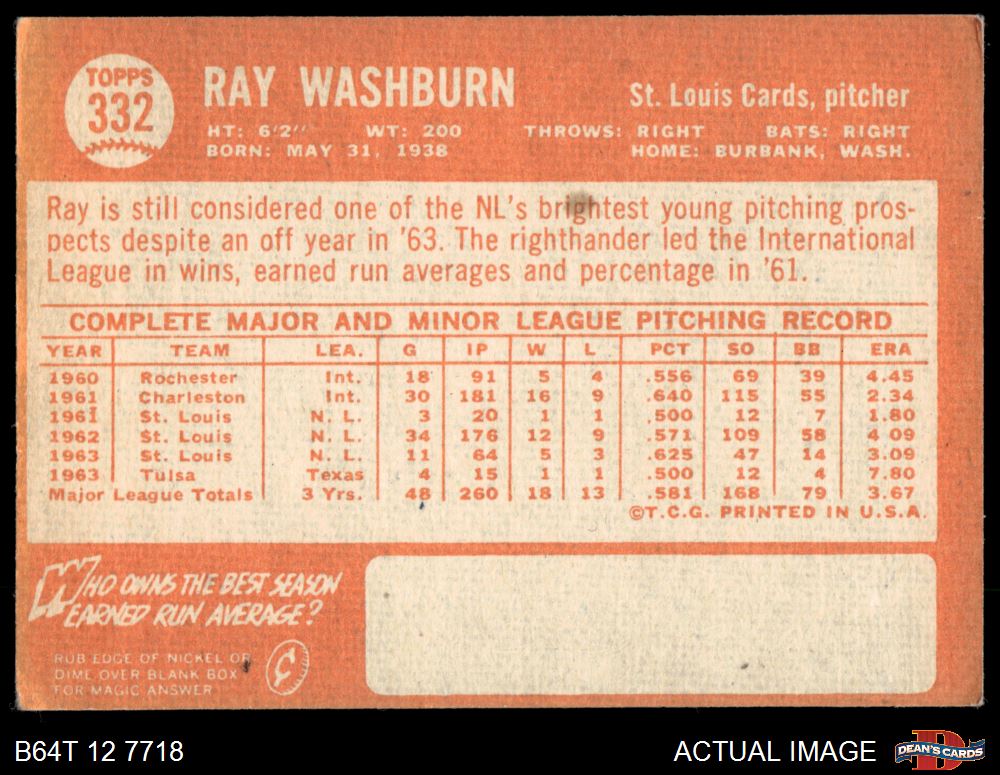 TOPPS
332
RAY WASHBURN
St. Louis Cards, pitcher
HT: 6'2" WT: 200 THROWS: RIGHT BATS: RIGHT
BORN: MAY 31, 1938 HOME: BURBANK, WASH.
Ray is still considered one of the NL's brightest young pitching pros-
pects despite an off year in '63. The righthander led the International
League in wins, earned run averages and percentage in '61.
COMPLETE MAJOR AND MINOR LEAGUE PITCHING RECORD
YEAR TEAM LEA. G IP W L PCT SO BB ERA
1960 Rochester Int. 18 91 5 4 .556 69 39 4.45
1961 Charleston Int. 30 181 16 9 .640 115 55 2.34
1961 St. Louis N. L. 3 20 1 1 .500 12 7 1.80
1962 St. Louis N. L. 34 176 12 9 .571 109 58 4 09
1963 St. Louis N. L. 11 64 5 3 .625 47 14 3.09
1963 Tulsa Texas 4 15 1 1 .500 12 4 7.80
Major League Totals 3 Yrs. 48 260 18 13 .581 168 79 3.67
©T.C.G. PRINTED IN U.S.A.
WHO OWNS THE BEST SEASON
EARNED RUN AVERAGE?
RUB EDGE OF NICKEL OR
DIME OVER BLANK BOX
FOR MAGIC ANSWER
¢
B64T 12 7718
ACTUAL IMAGE
DEAN'S CARDS